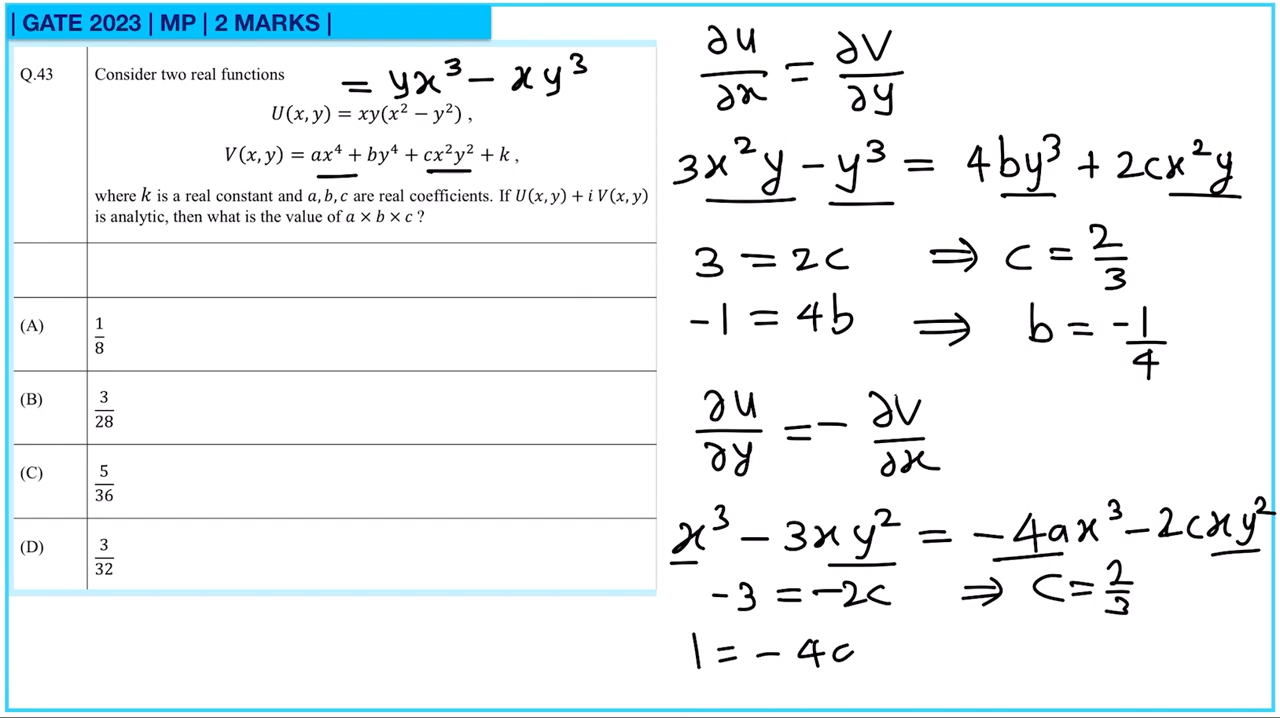 | GATE 2023 | MP | 2 MARKS |
Q.43 Consider two real functions
= yx³ − xy³
U(x, y) = xy(x² − y²) ,
V(x, y) = ax⁴ + by⁴ + cx²y² + k ,
where k is a real constant and a, b, c are real coefficients. If U(x, y) + i V(x, y)
is analytic, then what is the value of a × b × c ?
(A) 1/8
(B) 3/28
(C) 5/36
(D) 3/32
∂U/∂x = ∂V/∂y
3x²y − y³ = 4by³ + 2cx²y
3 = 2c ⇒ c = 2/3
-1 = 4b ⇒ b = -1/4
∂U/∂y = − ∂V/∂x
x³ − 3xy² = −4ax³ − 2cxy²
-3 = −2c ⇒ C = 2/3
1 = − 4c